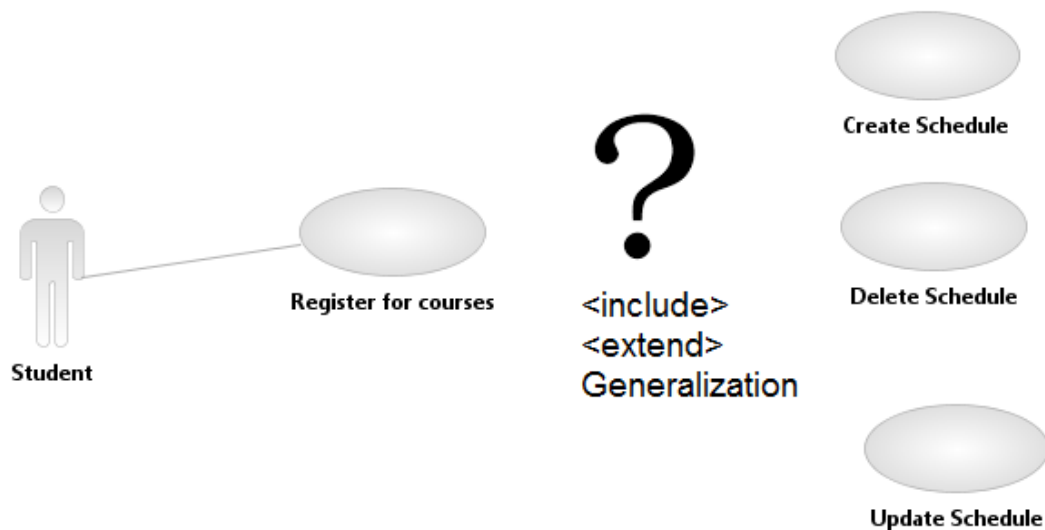 Create Schedule
?
Register for courses
Student
<include>
<extend>
Generalization
Delete Schedule
Update Schedule